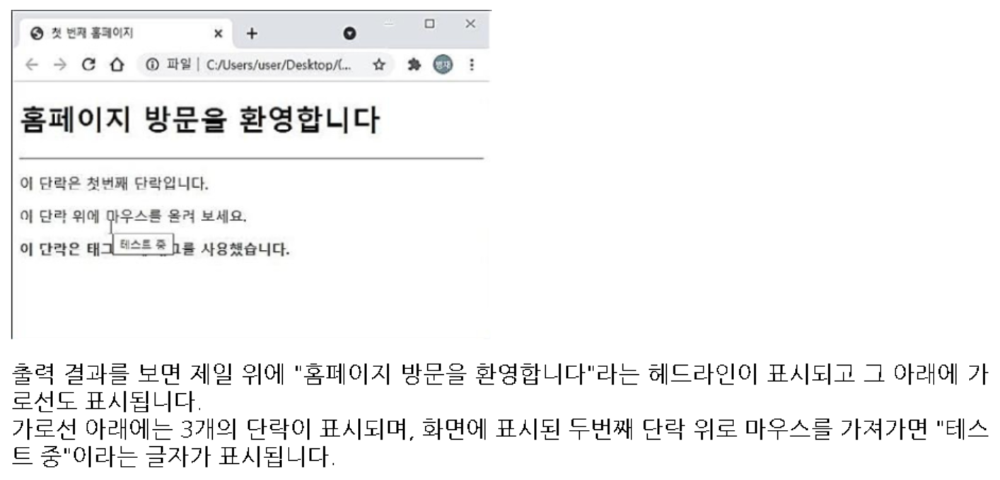 첫 번째 홈페이지
파일 | C:/Users/user/Desktop/(...
홈페이지 방문을 환영합니다
이 단락은 첫번째 단락입니다.
이 단락 위에 마우스를 올려 보세요.
테스트 중
이 단락은 태그 를 사용했습니다.
출력 결과를 보면 제일 위에 "홈페이지 방문을 환영합니다"라는 헤드라인이 표시되고 그 아래에 가
로선도 표시됩니다.
가로선 아래에는 3개의 단락이 표시되며, 화면에 표시된 두번째 단락 위로 마우스를 가져가면 "테스
트 중"이라는 글자가 표시됩니다.